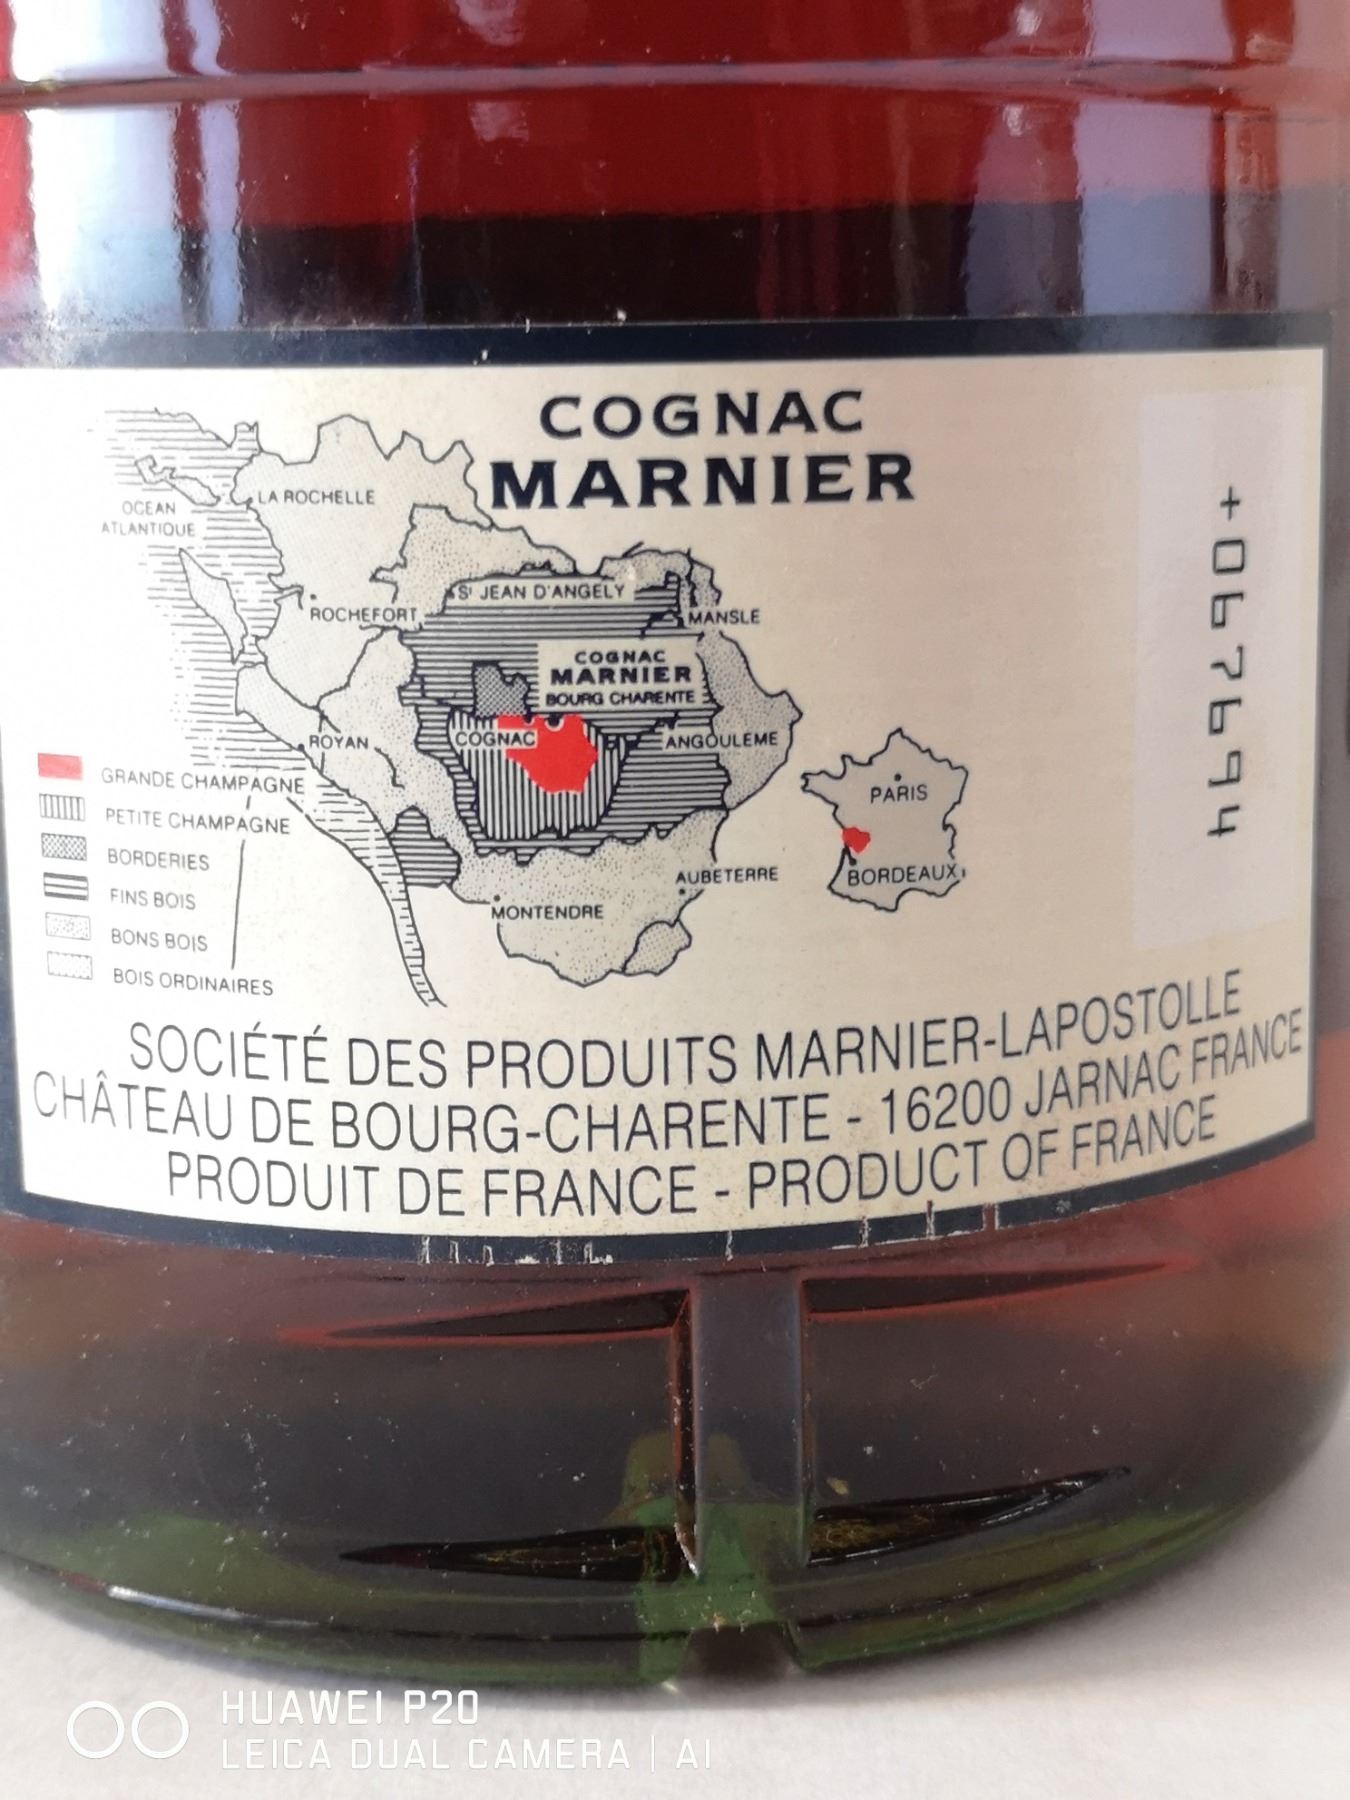 COGNAC
MARNIER
OCEAN
ATLANTIQUE
LA ROCHELLE
ROCHEFORT
St JEAN D'ANGELY
MANSLE
COGNAC
MARNIER
BOURG CHARENTE
ROYAN
COGNAC
ANGOULEME
GRANDE CHAMPAGNE
PETITE CHAMPAGNE
BORDERIES
FINS BOIS
BONS BOIS
BOIS ORDINAIRES
AUBETERRE
MONTENDRE
PARIS
BORDEAUX
+067694
SOCIÉTÉ DES PRODUITS MARNIER-LAPOSTOLLE
CHÂTEAU DE BOURG-CHARENTE - 16200 JARNAC FRANCE
PRODUIT DE FRANCE - PRODUCT OF FRANCE
HUAWEI P20
LEICA DUAL CAMERA | AI